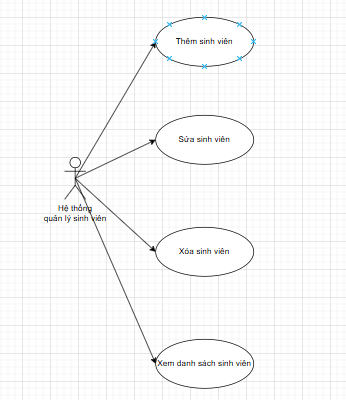 Thêm sinh viên
Sửa sinh viên
Hệ thống
quản lý sinh viên
Xóa sinh viên
Xem danh sách sinh viên